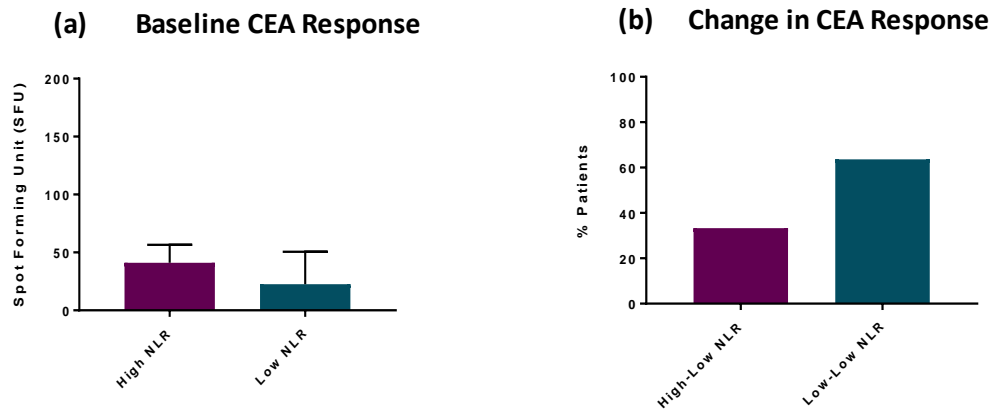 (a) Baseline CEA Response
Spot Forming Unit (SFU)
200
150
100
50
0
High NLR
Low NLR
(b) Change in CEA Response
% Patients
100
80
60
40
20
0
High-Low NLR
Low-Low NLR